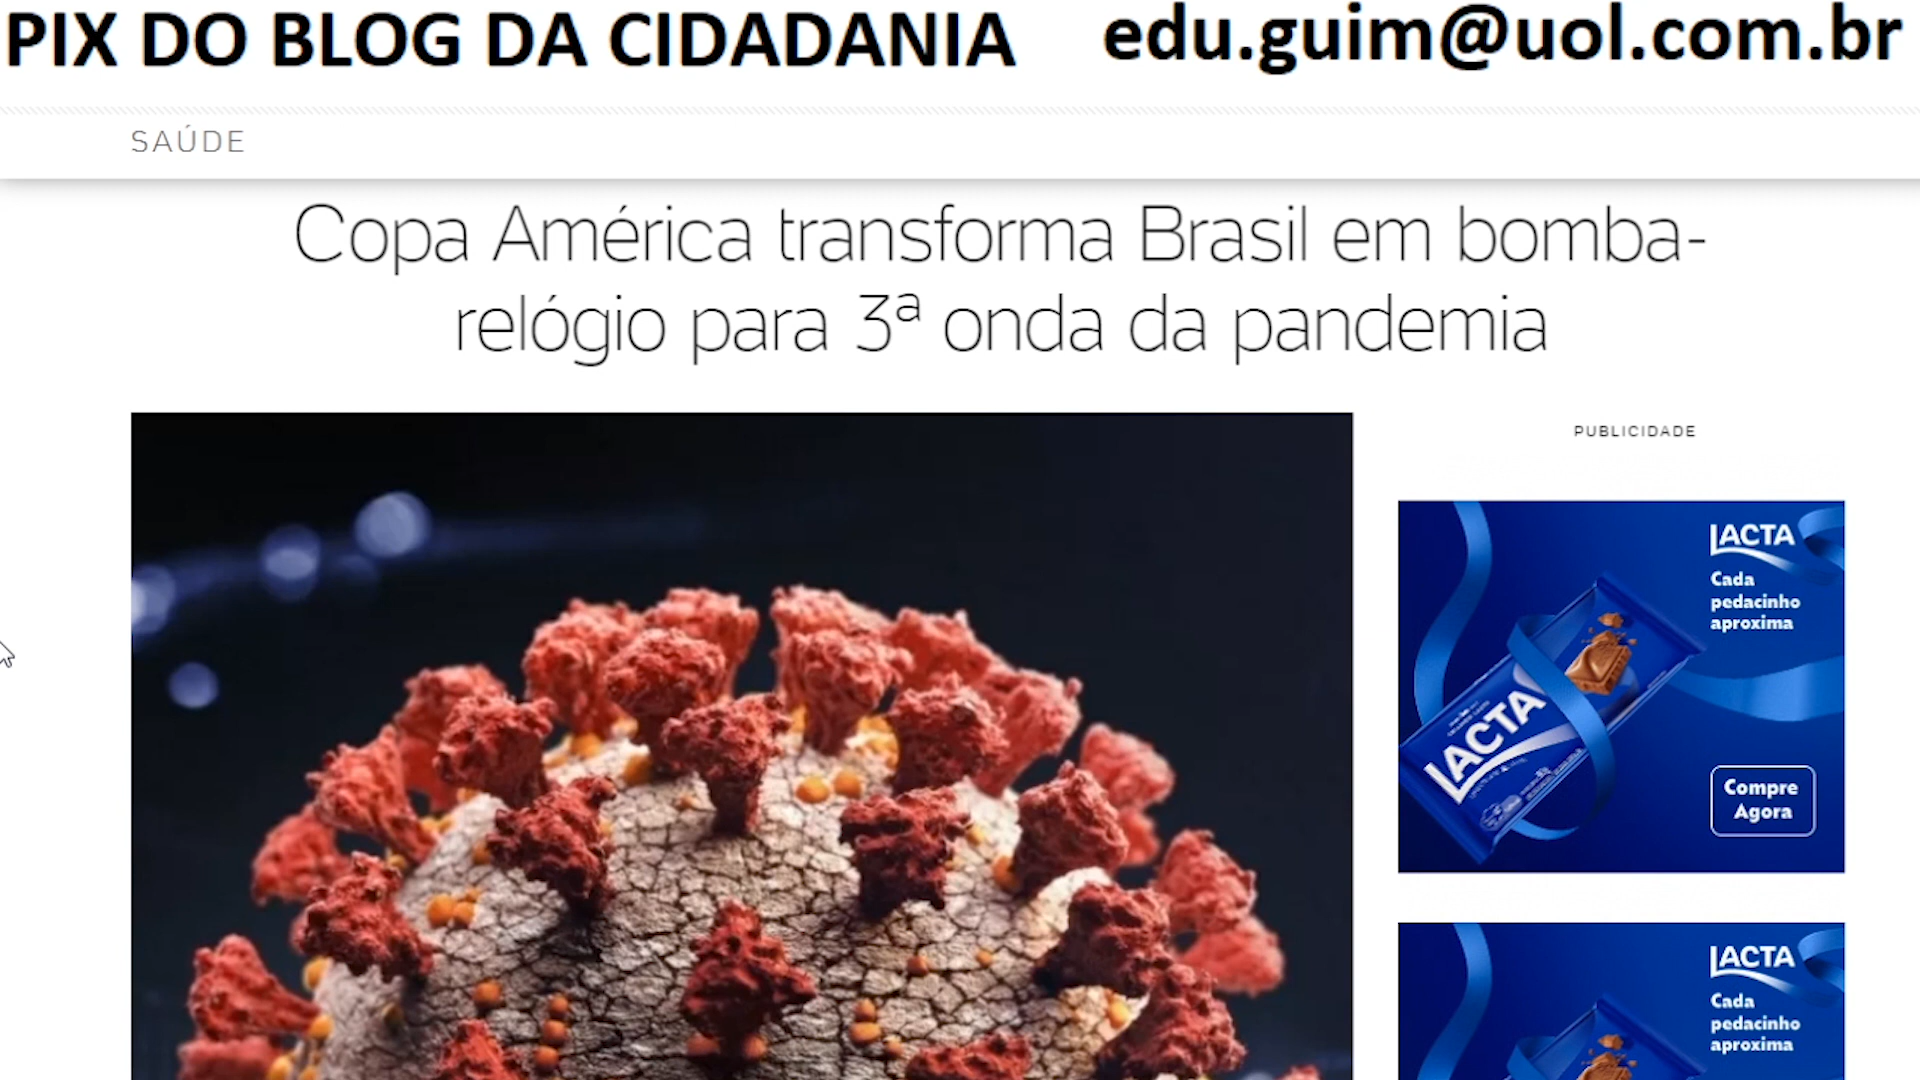 PIX DO BLOG DA CIDADANIA edu.guim@uol.com.br
SAÚDE
Copa América transforma Brasil em bomba-
relógio para 3ª onda da pandemia
PUBLICIDADE
LACTA
Cada
pedacinho
aproxima
LACTA
Compre
Agora
LACTA
Cada
pedacinho
aproxima